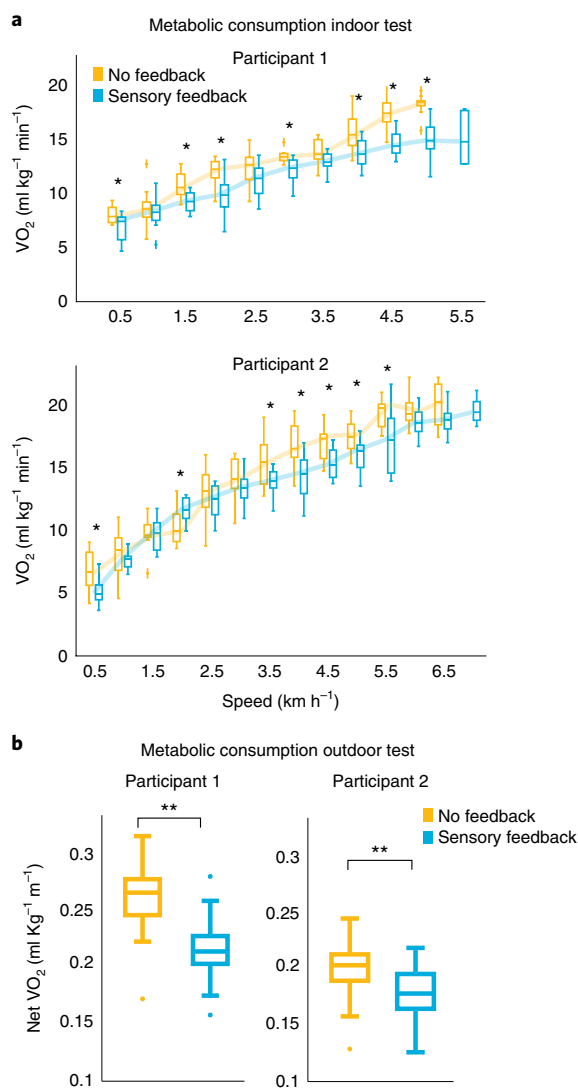 a
Metabolic consumption indoor test
Participant 1
No feedback
Sensory feedback
* * * * * * *
20
15
10
5
0
VO₂ (ml kg⁻¹ min⁻¹)
0.5 1.5 2.5 3.5 4.5 5.5
Participant 2
* * * * * * *
20
15
10
5
0
VO₂ (ml kg⁻¹ min⁻¹)
0.5 1.5 2.5 3.5 4.5 5.5 6.5
Speed (km h⁻¹)
b
Metabolic consumption outdoor test
Participant 1 Participant 2
No feedback
Sensory feedback
**
**
0.3
0.25
0.2
0.15
0.1
Net VO₂ (ml Kg⁻¹ m⁻¹)
0.3
0.25
0.2
0.15
0.1